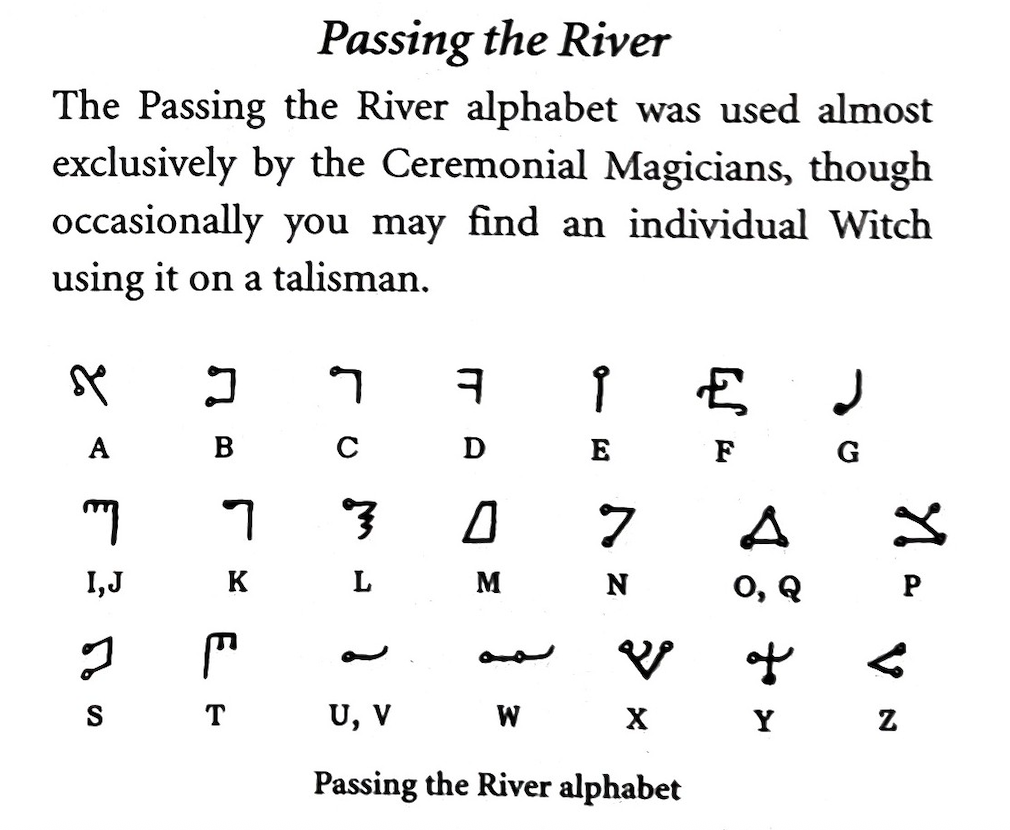 Passing the River
The Passing the River alphabet was used almost
exclusively by the Ceremonial Magicians, though
occasionally you may find an individual Witch
using it on a talisman.
A B C D E F G
I,J K L M N O, Q P
S T U, V W X Y Z
Passing the River alphabet